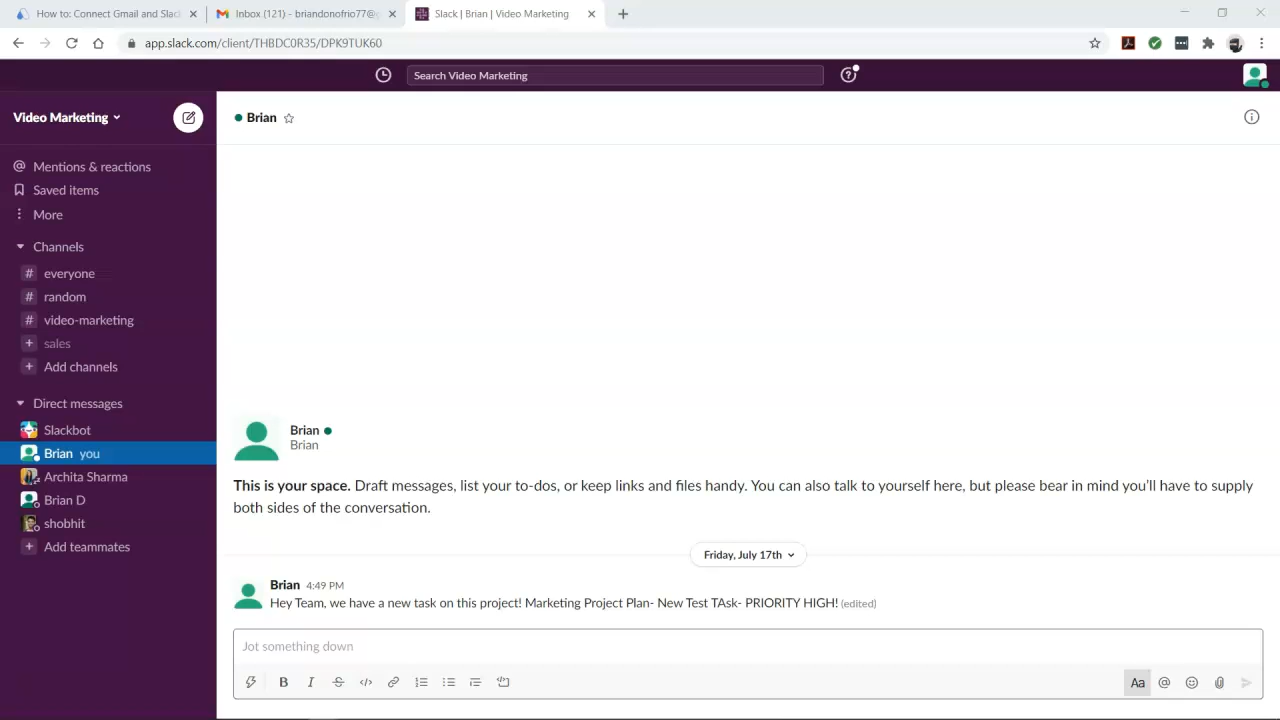 How to: Connect Gmail and Slac
Inbox (121) - briandonofrio77@g
Slack | Brian | Video Marketing
app.slack.com/client/THBDC0R35/DPK9TUK60
Search Video Marketing
Video Marketing
Brian
Mentions & reactions
Saved items
More
Channels
# everyone
# random
# video-marketing
+ sales
+ Add channels
Direct messages
Slackbot
Brian you
Archita Sharma
Brian D
shobhit
+ Add teammates
Brian
Brian
This is your space. Draft messages, list your to-dos, or keep links and files handy. You can also talk to yourself here, but please bear in mind you'll have to supply
both sides of the conversation.
Friday, July 17th
Brian 4:49 PM
Hey Team, we have a new task on this project! Marketing Project Plan- New Test TAsk- PRIORITY HIGH! (edited)
Jot something down
B I S </> Aa @